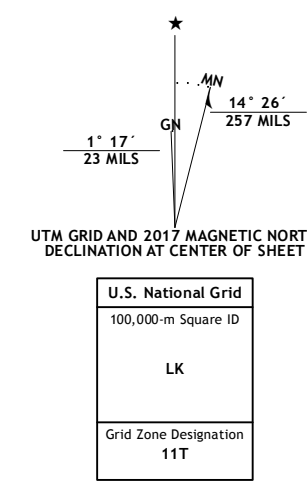 ★
MN
GN
14° 26´
257 MILS
1° 17´
23 MILS
UTM GRID AND 2017 MAGNETIC NORT
DECLINATION AT CENTER OF SHEET
U.S. National Grid
100,000-m Square ID
LK
Grid Zone Designation
11T